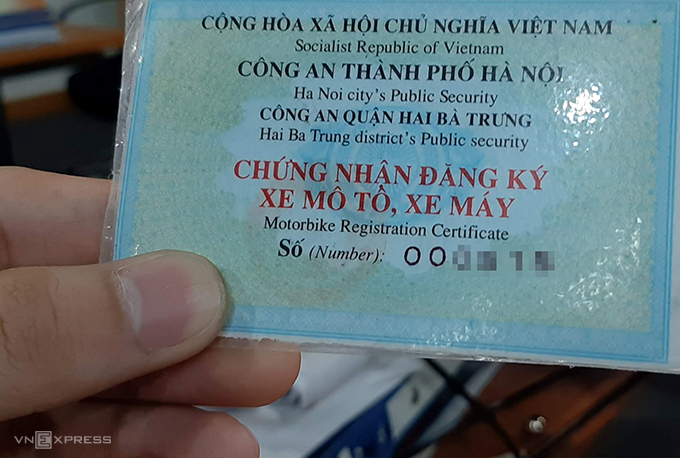 CỘNG HÒA XÃ HỘI CHỦ NGHĨA VIỆT NAM
Socialist Republic of Vietnam
CÔNG AN THÀNH PHỐ HÀ NỘI
Ha Noi city's Public Security
CÔNG AN QUẬN HAI BÀ TRƯNG
Hai Ba Trung district's Public security
CHỨNG NHẬN ĐĂNG KÝ
XE MÔ TÔ, XE MÁY
Motorbike Registration Certificate
Số (Number): 00
VNEXPRESS